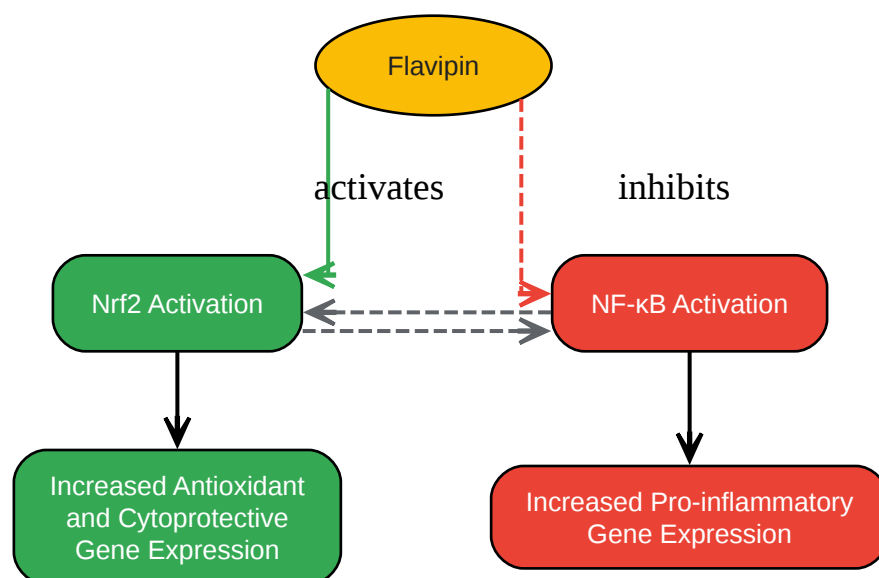 Flavipin
activates
inhibits
Nrf2 Activation
NF-κB Activation
Increased Antioxidant
and Cytoprotective
Gene Expression
Increased Pro-inflammatory
Gene Expression